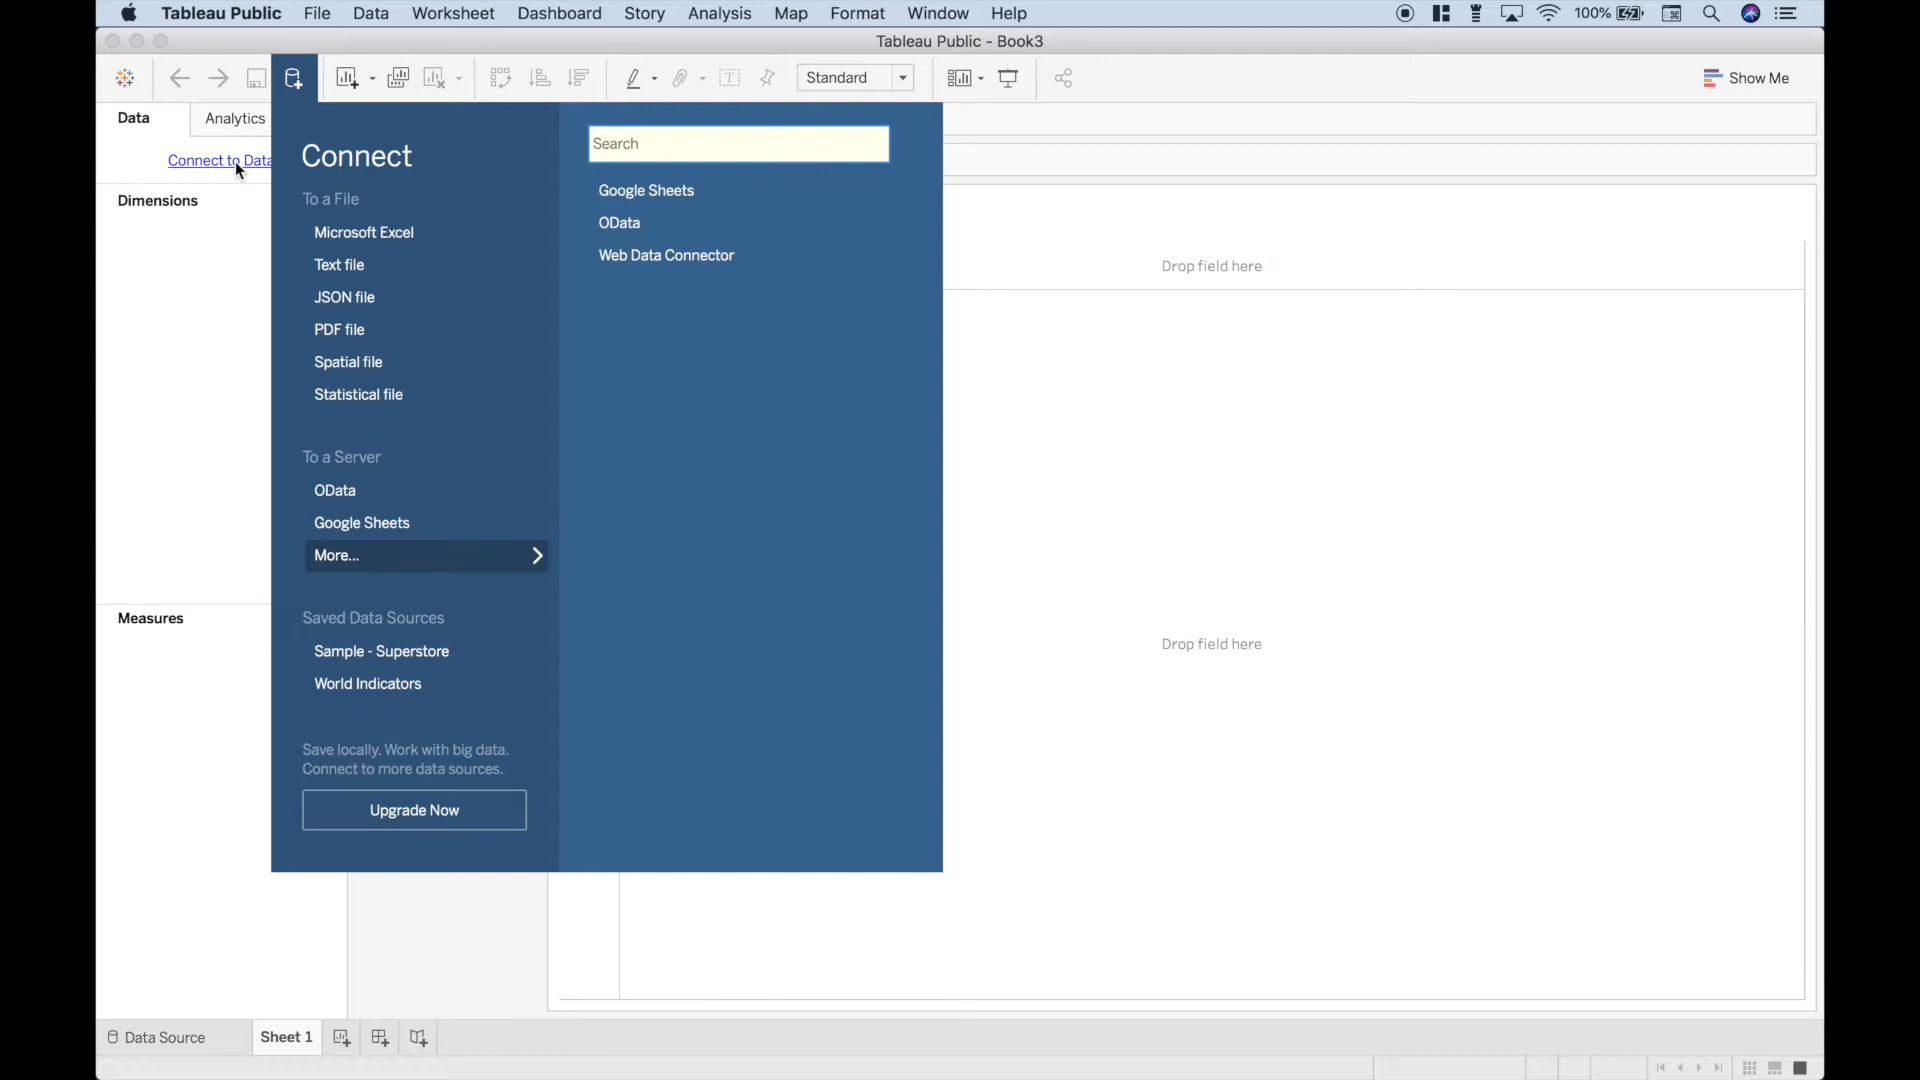 Tableau Public File Data Worksheet Dashboard Story Analysis Map Format Window Help 100%
Tableau Public - Book3
Standard Show Me
Data Analytics
Connect to Data
Dimensions
Measures
Connect
To a File
Microsoft Excel
Text file
JSON file
PDF file
Spatial file
Statistical file
To a Server
OData
Google Sheets
More...
Saved Data Sources
Sample - Superstore
World Indicators
Save locally. Work with big data.
Connect to more data sources.
Upgrade Now
Search
Google Sheets
OData
Web Data Connector
Drop field here
Drop field here
Data Source Sheet 1